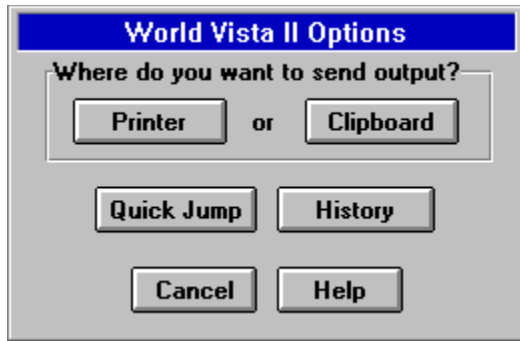 World Vista II Options
Where do you want to send output?
Printer or Clipboard
Quick Jump History
Cancel Help